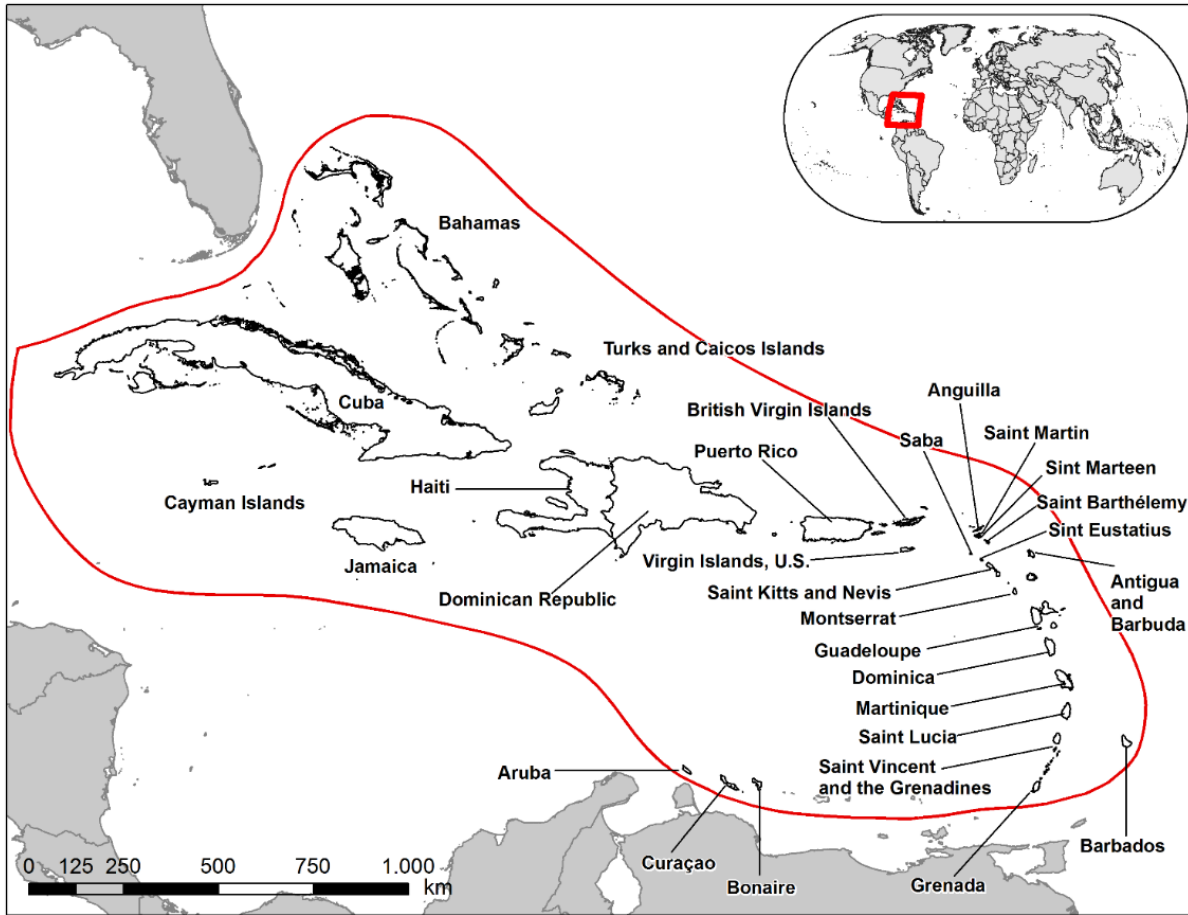 Bahamas
Turks and Caicos Islands
Anguilla
Cuba
British Virgin Islands
Saint Martin
Saba
Puerto Rico
Sint Marteen
Haiti
Saint Barthélemy
Cayman Islands
Sint Eustatius
Jamaica
Virgin Islands, U.S.
Dominican Republic
Saint Kitts and Nevis
Antigua
and
Barbuda
Montserrat
Guadeloupe
Dominica
Martinique
Saint Lucia
Saint Vincent
and the Grenadines
Aruba
Barbados
Curaçao
Bonaire
Grenada
0 125 250 500 750 1.000
km